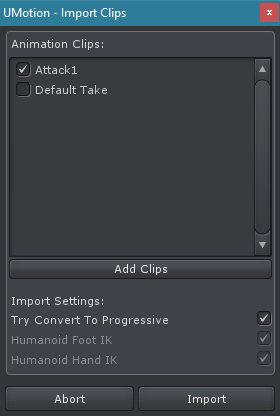 UMotion - Import Clips
x
Animation Clips:
Attack1
Default Take
Add Clips
Import Settings:
Try Convert To Progressive
Humanoid Foot IK
Humanoid Hand IK
Abort
Import